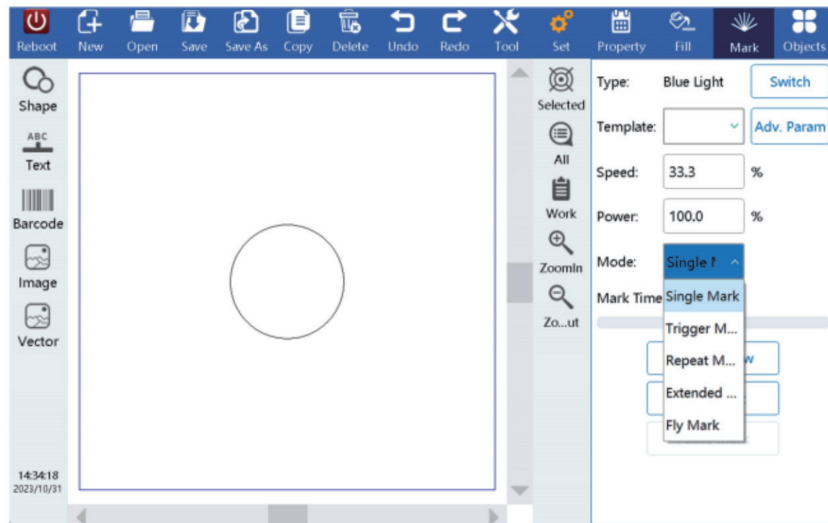 Reboot New Open Save Save As Copy Delete Undo Redo Tool Set Property Fill Mark Objects
Shape
ABC
Text
Barcode
Image
Vector
14:34:18
2023/10/31
Selected
All
Work
ZoomIn
Zo...ut
Type: Blue Light Switch
Template: Adv. Param
Speed: 33.3 %
Power: 100.0 %
Mode: Single
Mark Time
Single Mark
Trigger M...
Repeat M...
Extended ...
Fly Mark